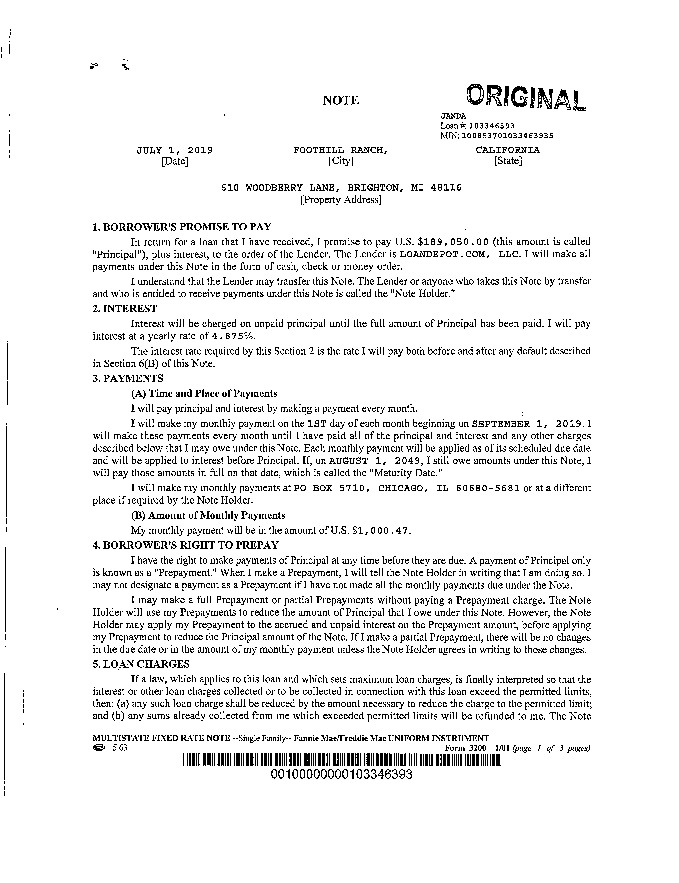 NOTE
ORIGINAL
JANDA
Loan #: 103346393
MIN: 100853701033463935
JULY 1, 2019 FOOTHILL RANCH, CALIFORNIA
[Date] [City] [State]
510 WOODBERRY LANE, BRIGHTON, MI 48116
[Property Address]
1. BORROWER'S PROMISE TO PAY
In return for a loan that I have received, I promise to pay U.S. $189,050.00 (this amount is called
"Principal"), plus interest, to the order of the Lender. The Lender is LOANDEPOT.COM, LLC. I will make all
payments under this Note in the form of cash, check or money order.
I understand that the Lender may transfer this Note. The Lender or anyone who takes this Note by transfer
and who is entitled to receive payments under this Note is called the "Note Holder."
2. INTEREST
Interest will be charged on unpaid principal until the full amount of Principal has been paid. I will pay
interest at a yearly rate of 4.875%.
The interest rate required by this Section 2 is the rate I will pay both before and after any default described
in Section 6(B) of this Note.
3. PAYMENTS
(A) Time and Place of Payments
I will pay principal and interest by making a payment every month.
I will make my monthly payment on the 1ST day of each month beginning on SEPTEMBER 1, 2019. I
will make these payments every month until I have paid all of the principal and interest and any other charges
described below that I may owe under this Note. Each monthly payment will be applied as of its scheduled due date
and will be applied to interest before Principal. If, on AUGUST 1, 2049, I still owe amounts under this Note, I
will pay those amounts in full on that date, which is called the "Maturity Date."
I will make my monthly payments at PO BOX 5710, CHICAGO, IL 60680-5681 or at a different
place if required by the Note Holder.
(B) Amount of Monthly Payments
My monthly payment will be in the amount of U.S. $1,000.47.
4. BORROWER'S RIGHT TO PREPAY
I have the right to make payments of Principal at any time before they are due. A payment of Principal only
is known as a "Prepayment." When I make a Prepayment, I will tell the Note Holder in writing that I am doing so. I
may not designate a payment as a Prepayment if I have not made all the monthly payments due under the Note.
I may make a full Prepayment or partial Prepayments without paying a Prepayment charge. The Note
Holder will use my Prepayments to reduce the amount of Principal that I owe under this Note. However, the Note
Holder may apply my Prepayment to the accrued and unpaid interest on the Prepayment amount, before applying
my Prepayment to reduce the Principal amount of the Note. If I make a partial Prepayment, there will be no changes
in the due date or in the amount of my monthly payment unless the Note Holder agrees in writing to those changes.
5. LOAN CHARGES
If a law, which applies to this loan and which sets maximum loan charges, is finally interpreted so that the
interest or other loan charges collected or to be collected in connection with this loan exceed the permitted limits,
then: (a) any such loan charge shall be reduced by the amount necessary to reduce the charge to the permitted limit;
and (b) any sums already collected from me which exceeded permitted limits will be refunded to me. The Note
MULTISTATE FIXED RATE NOTE --Single Family-- Fannie Mae/Freddie Mac UNIFORM INSTRUMENT
5.63 Form 3200 1/01 (page 1 of 3 pages)
00100000000103346393